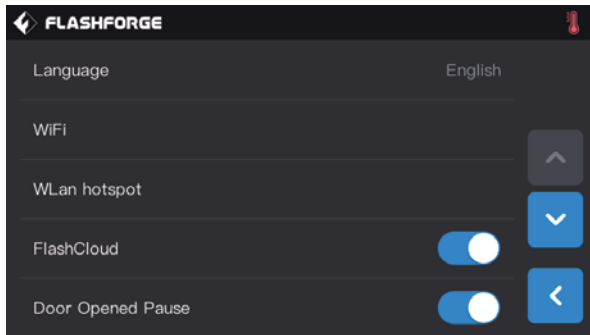 FLASHFORGE
Language English
WiFi
WLan hotspot
FlashCloud
Door Opened Pause